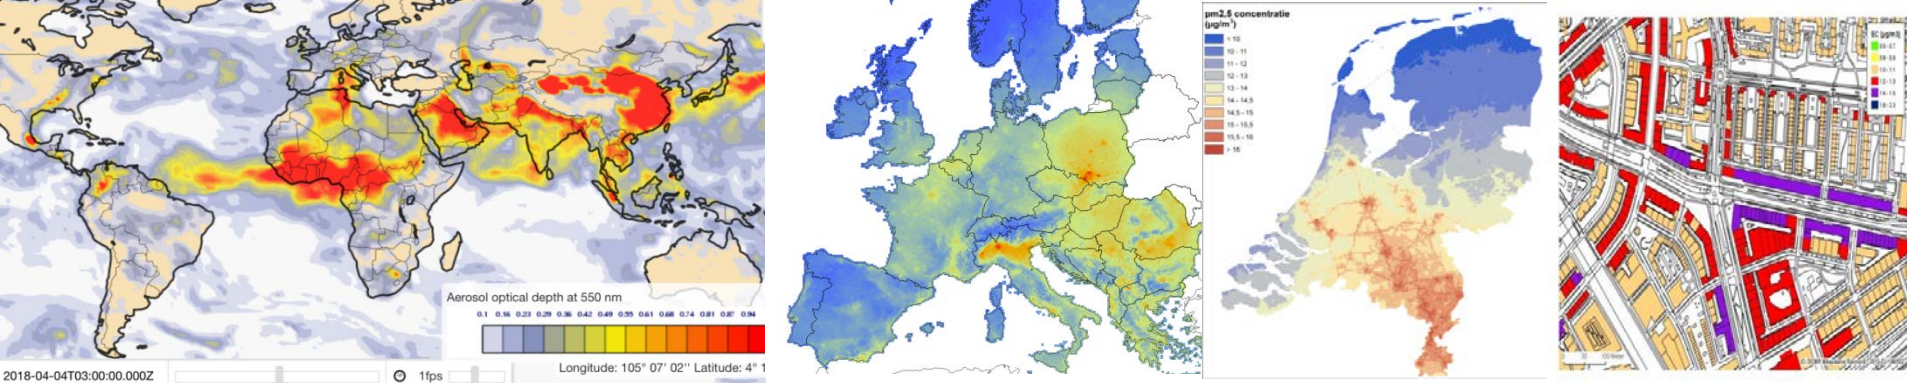 Aerosol optical depth at 550 nm
0.1 0.16 0.23 0.29 0.36 0.42 0.49 0.55 0.61 0.68 0.74 0.81 0.87 0.94
2018-04-04T03:00:00.000Z
1fps
Longitude: 105° 07' 02'' Latitude: 4° 1
pm2,5 concentratie
(µg/m³)
< 10
10 - 11
11 - 12
12 - 13
13 - 14
14 - 14,5
14,5 - 15
15 - 15,5
15,5 - 16
> 16
EC [µg/m3]